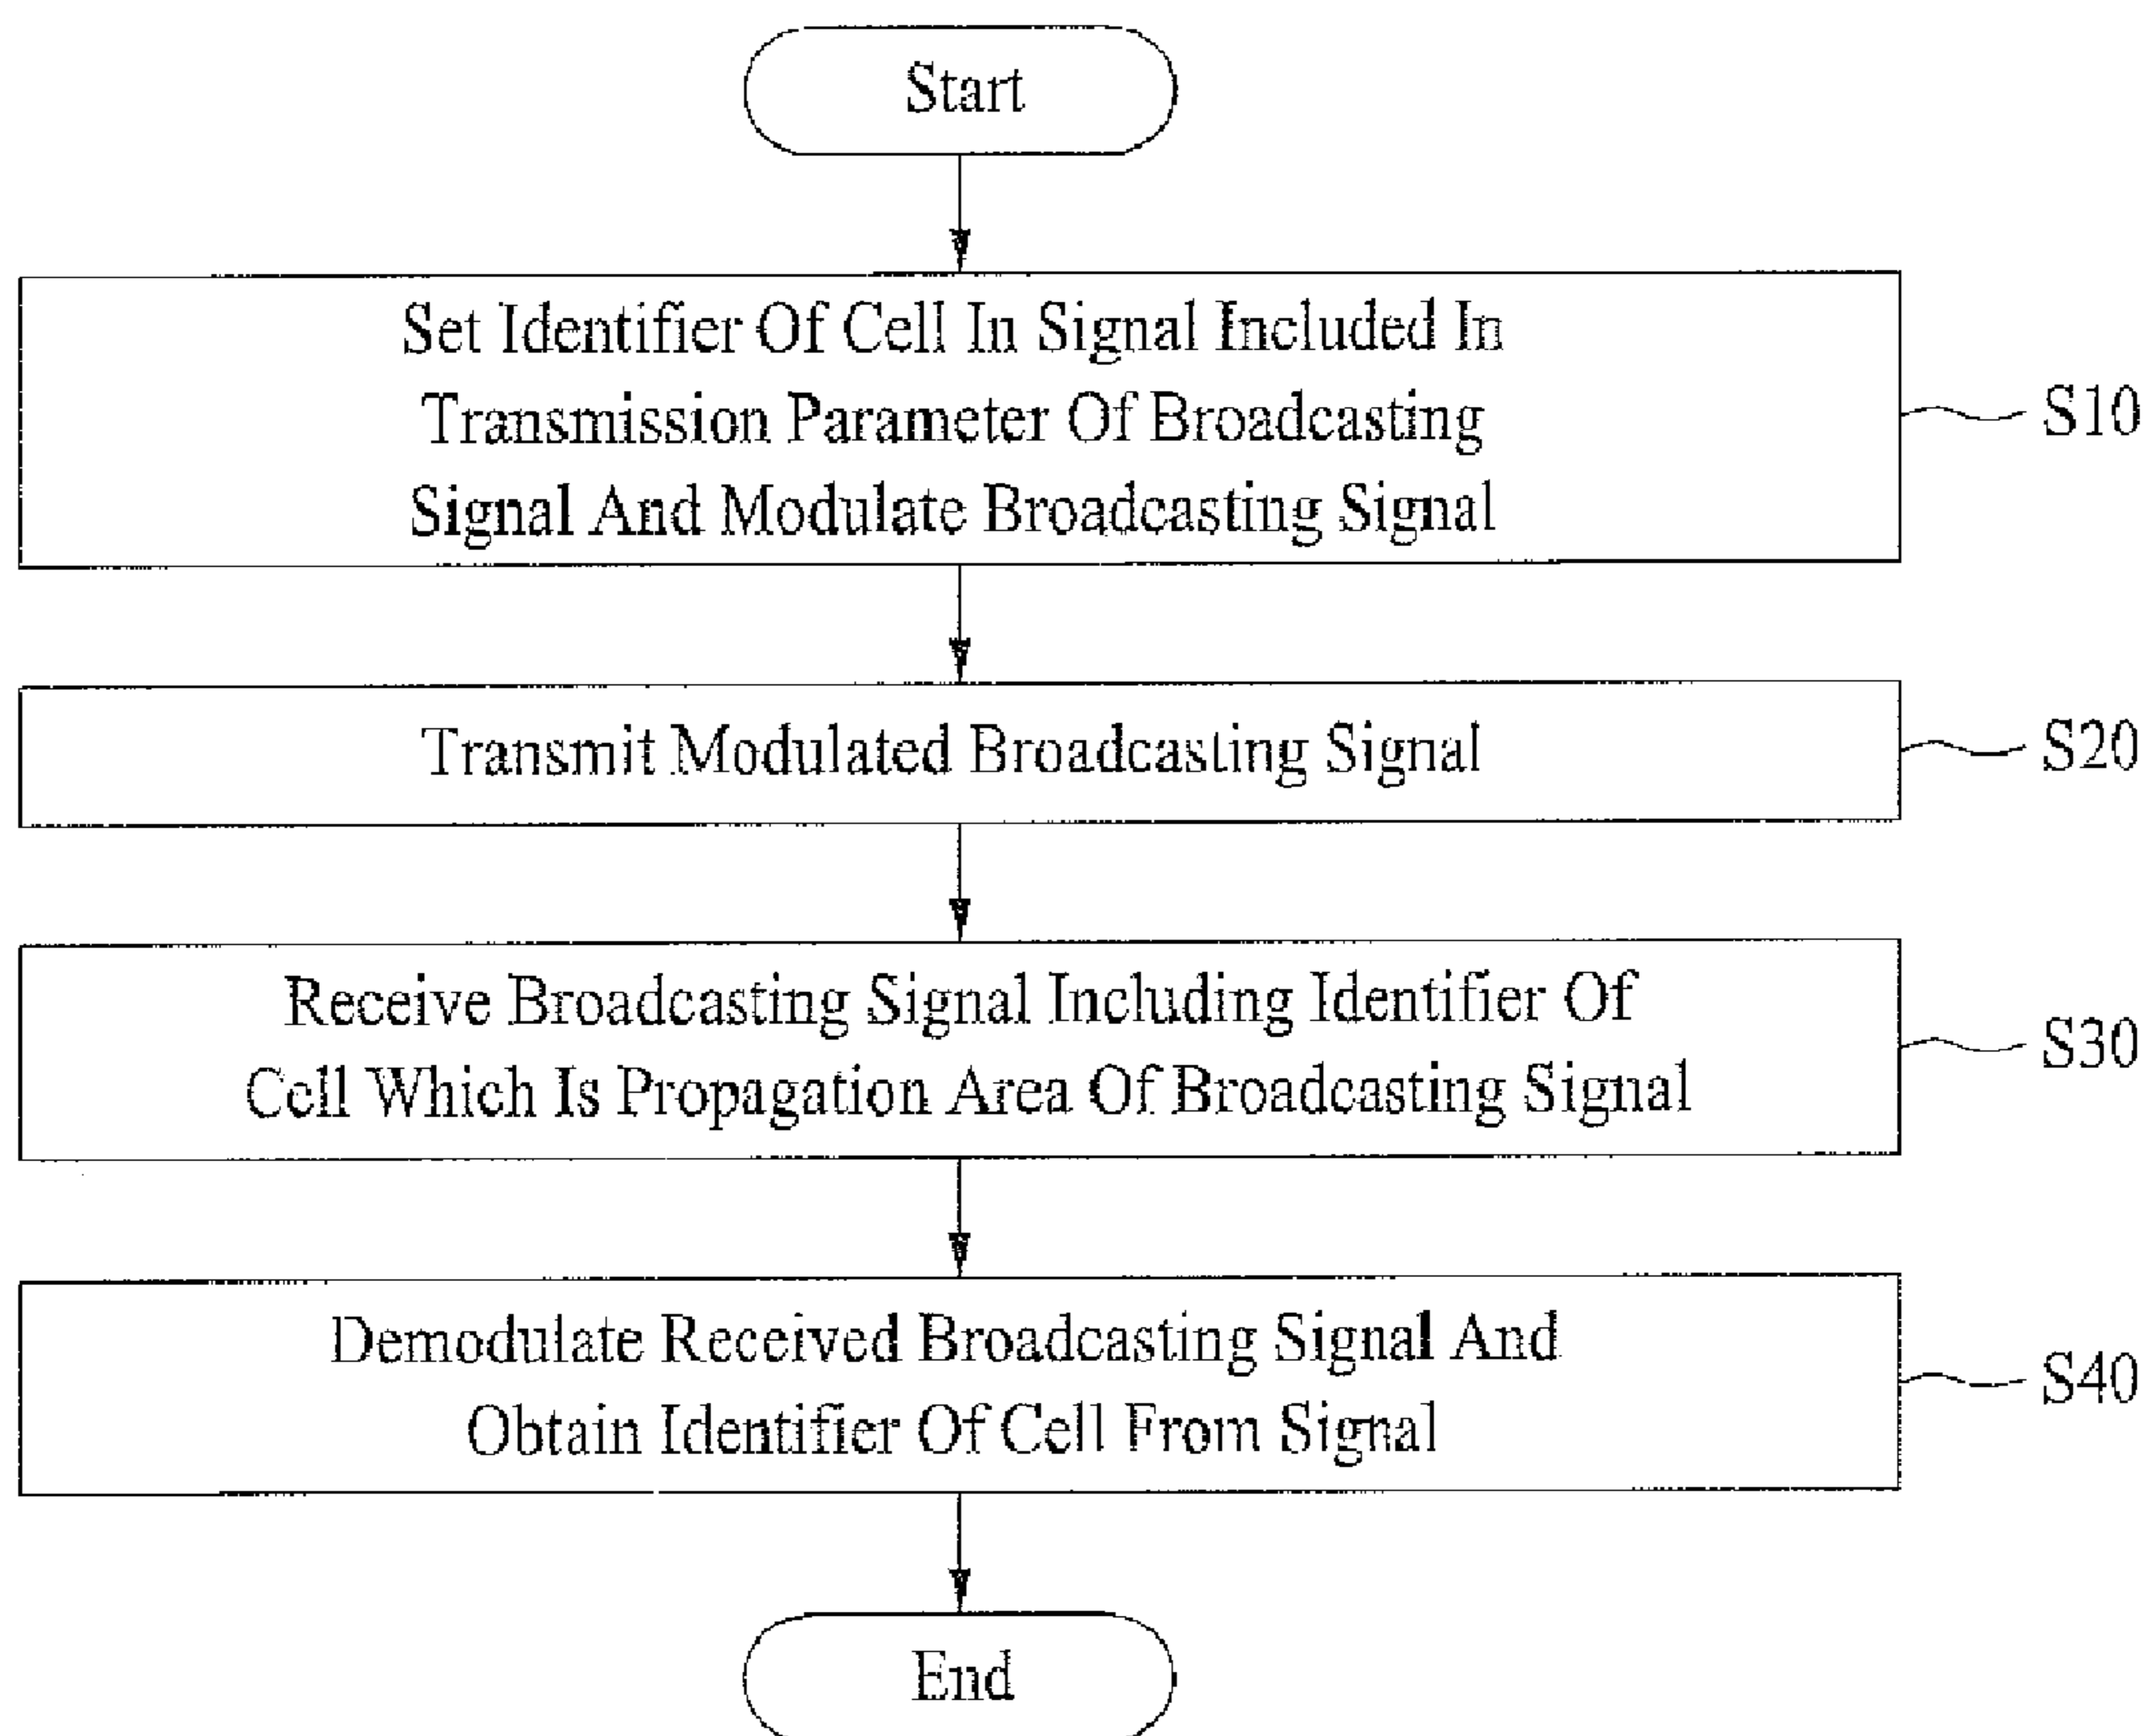 Start
Set Identifier Of Cell In Signal Included In
Transmission Parameter Of Broadcasting
Signal And Modulate Broadcasting Signal
S10
Transmit Modulated Broadcasting Signal
S20
Receive Broadcasting Signal Including Identifier Of
Cell Which Is Propagation Area Of Broadcasting Signal
S30
Demodulate Received Broadcasting Signal And
Obtain Identifier Of Cell From Signal
S40
End